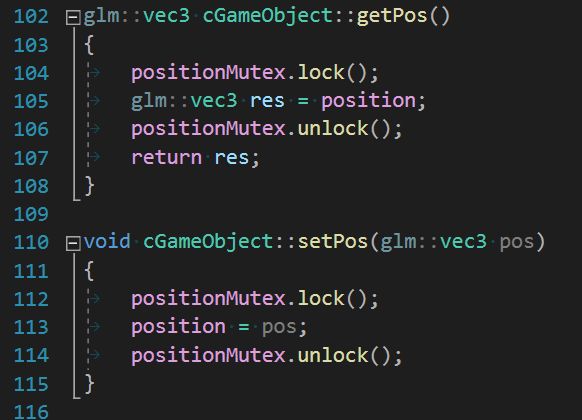 102 glm::vec3 cGameObject::getPos()
103 {
104 positionMutex.lock();
105 glm::vec3 res = position;
106 positionMutex.unlock();
107 return res;
108 }
109
110 void cGameObject::setPos(glm::vec3 pos)
111 {
112 positionMutex.lock();
113 position = pos;
114 positionMutex.unlock();
115 }
116